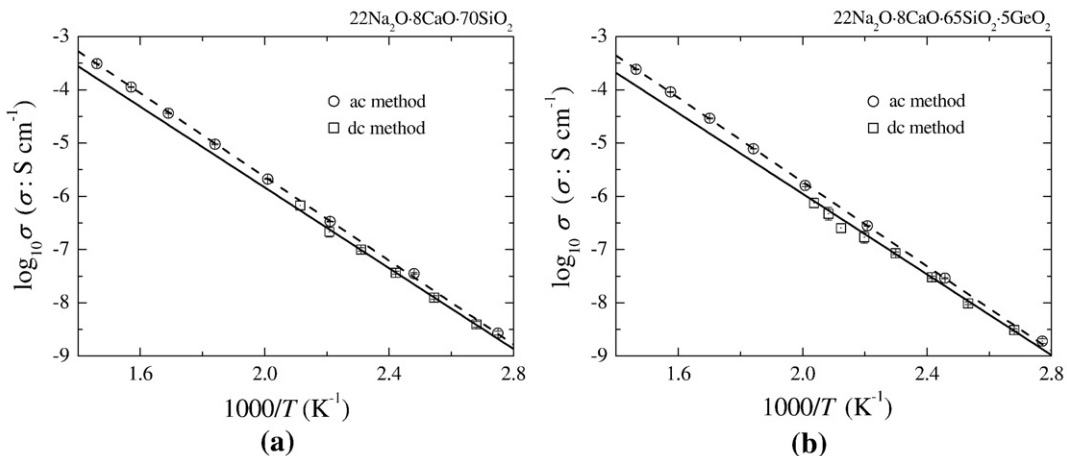 22Na₂O·8CaO·70SiO₂
-3
-4
-5
-6
-7
-8
-9
log₁₀ σ (σ: S cm⁻¹)
ac method
dc method
1.6 2.0 2.4 2.8
1000/T (K⁻¹)
(a)
22Na₂O·8CaO·65SiO₂·5GeO₂
-3
-4
-5
-6
-7
-8
-9
log₁₀ σ (σ: S cm⁻¹)
ac method
dc method
1.6 2.0 2.4 2.8
1000/T (K⁻¹)
(b)